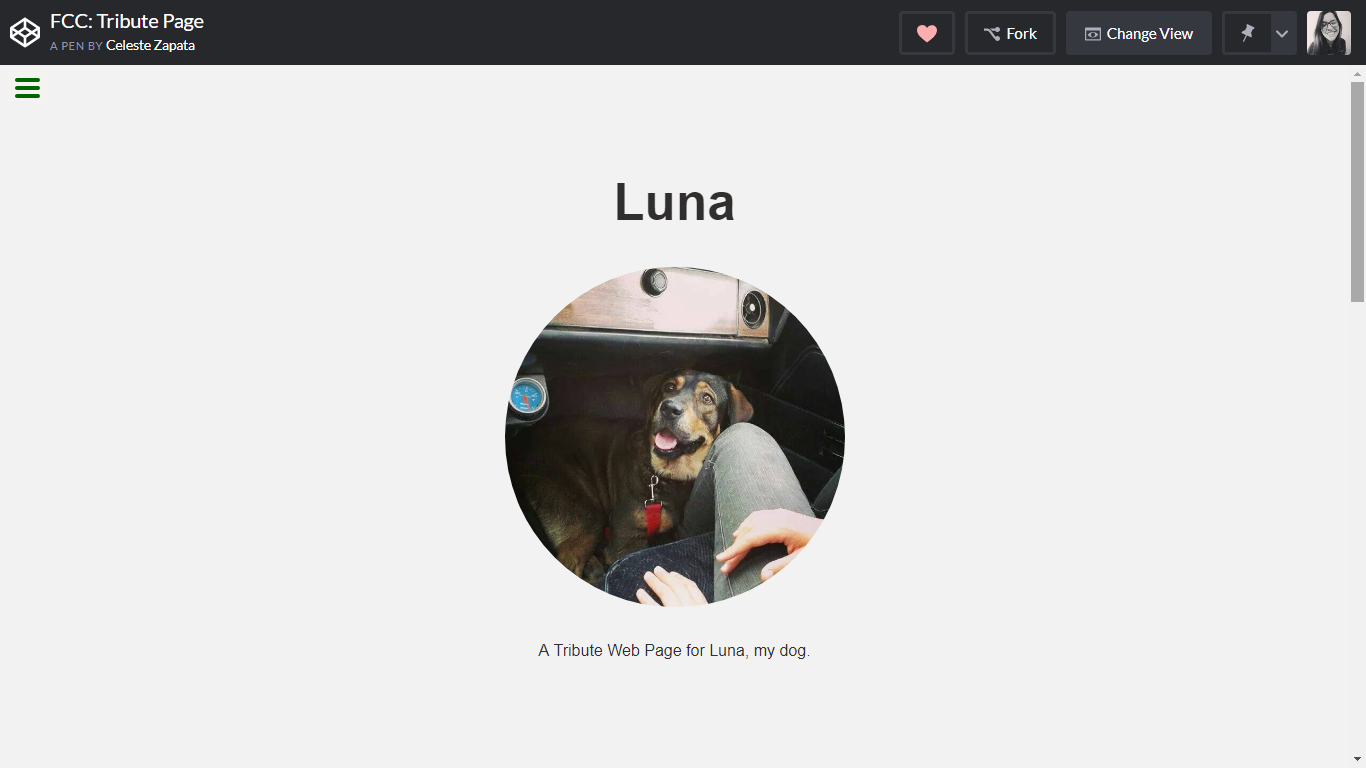 FCC: Tribute Page
A PEN BY Celeste Zapata
Fork
Change View
Luna
A Tribute Web Page for Luna, my dog.